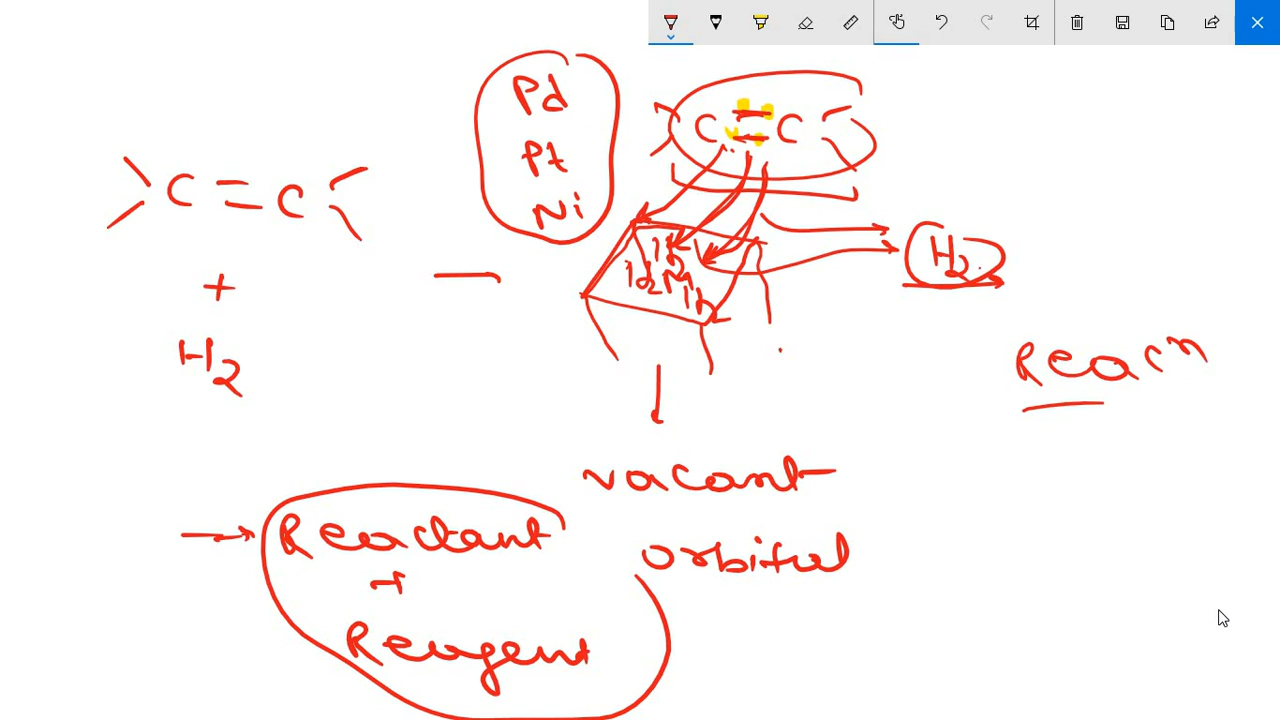 Pd
Pt
Ni
C = C
C = C
+
H2
H2
M
Reacn
vacant
orbital
Reactant
+
Reagent